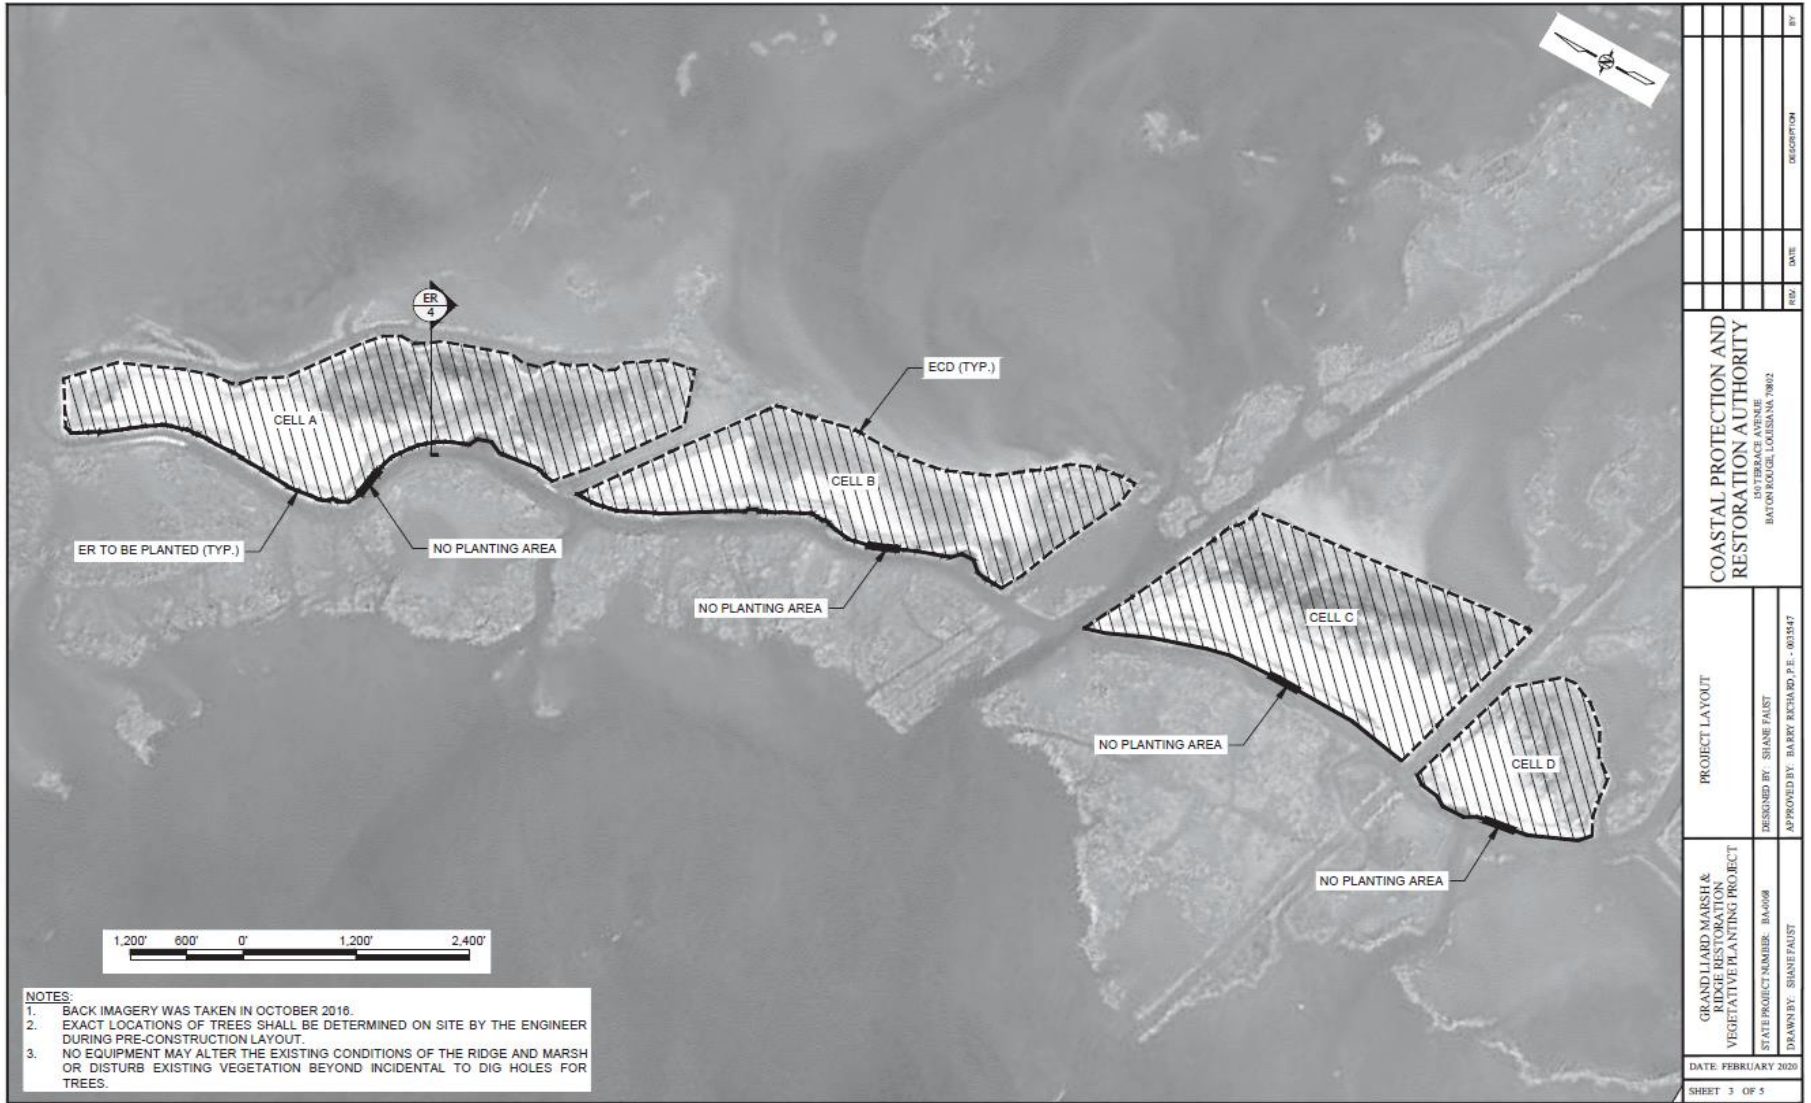 N
ER
4
ECD (TYP.)
CELL A
CELL B
ER TO BE PLANTED (TYP.)
NO PLANTING AREA
NO PLANTING AREA
CELL C
NO PLANTING AREA
CELL D
NO PLANTING AREA
1,200' 600' 0' 1,200' 2,400'
NOTES:
1. BACK IMAGERY WAS TAKEN IN OCTOBER 2016.
2. EXACT LOCATIONS OF TREES SHALL BE DETERMINED ON SITE BY THE ENGINEER
DURING PRE-CONSTRUCTION LAYOUT.
3. NO EQUIPMENT MAY ALTER THE EXISTING CONDITIONS OF THE RIDGE AND MARSH
OR DISTURB EXISTING VEGETATION BEYOND INCIDENTAL TO DIG HOLES FOR
TREES.
REV. DATE DESCRIPTION BY
COASTAL PROTECTION AND
RESTORATION AUTHORITY
150 TERRACE AVENUE
BATON ROUGE, LOUISIANA 70802
PROJECT LAYOUT
DESIGNED BY: SHANE FAUST
APPROVED BY: BARRY RICHARD, P.E. - 0035547
GRAND LIARD MARSH &
RIDGE RESTORATION
VEGETATIVE PLANTING PROJECT
STATE PROJECT NUMBER: BA-0068
DRAWN BY: SHANE FAUST
DATE: FEBRUARY 2020
SHEET 3 OF 5